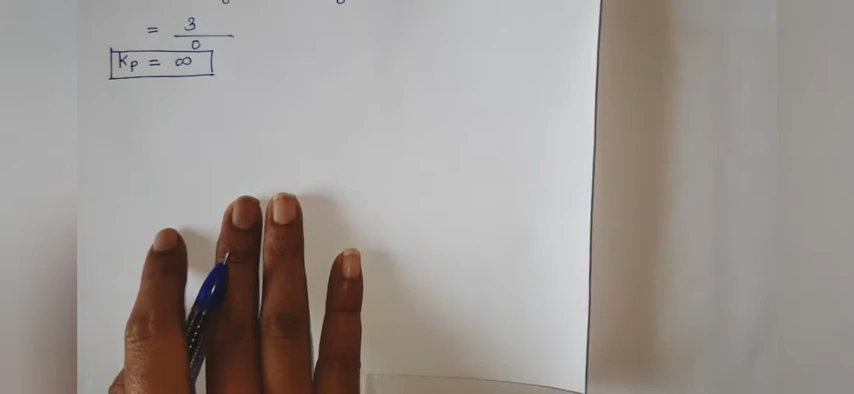 = 3/0
Kp = ∞